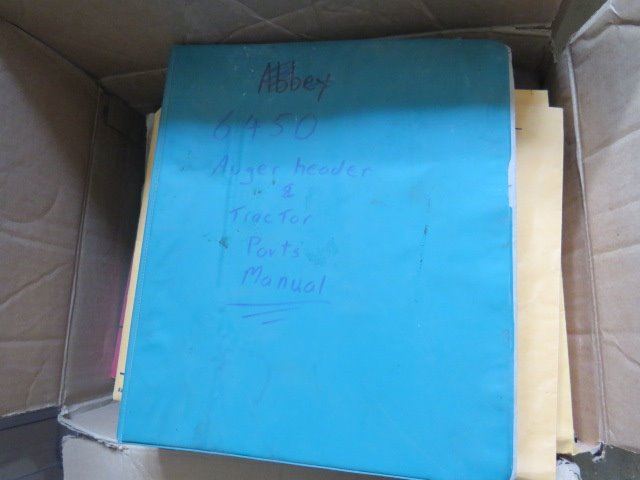 Abbey
6450
Auger header
&
Tractor
Parts
Manual